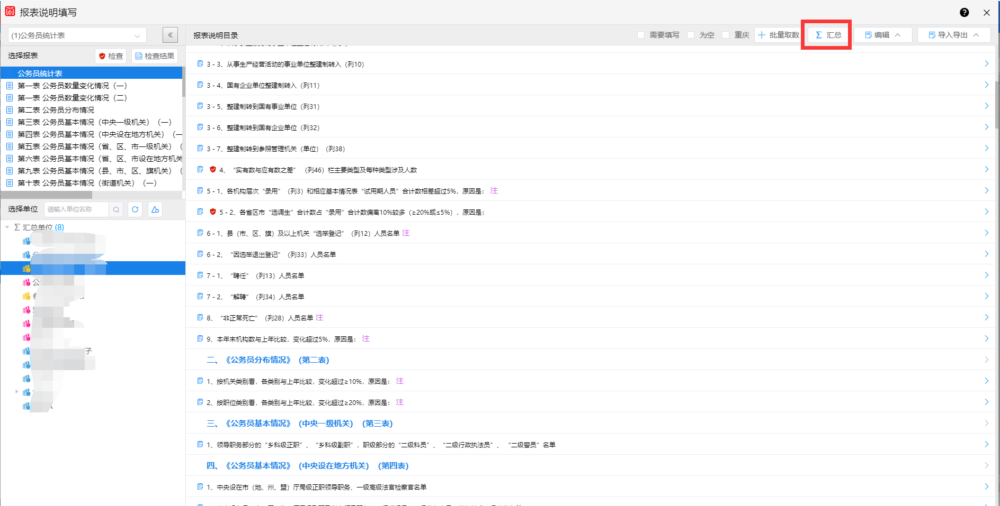 报表说明填写
(1)公务员统计表
报表说明目录
需要填写
为空
重庆
批量取数
汇总
编辑
导入导出
选择报表
检查
检查结果
公务员统计表
第一表 公务员数量变化情况（一）
第一表 公务员数量变化情况（二）
第二表 公务员分布情况
第三表 公务员基本情况（中央一级机关）（一）
第四表 公务员基本情况（中央设在地方机关）（一
第五表 公务员基本情况（省、区、市一级机关）（
第六表 公务员基本情况（省、区、市设在地方机关
第九表 公务员基本情况（县、市、区、旗机关）（
第十表 公务员基本情况（街道机关）（一）
选择单位
请输入单位名称
汇总单位 (8)
子
3 - 3、从事生产经营活动的事业单位整建制转入（列10）
3 - 4、国有企业单位整建制转入（列11）
3 - 5、整建制转到国有事业单位（列31）
3 - 6、整建制转到国有企业单位（列32）
3 - 7、整建制转到参照管理机关（单位）（列38）
4、“实有数与应有数之差”（列46）栏主要类型及每种类型涉及人数
5 - 1、各机构层次“录用”（列3）和相应基本情况表“试用期人员”合计数相差超过5%，原因是： 注
5 - 2、各省区市“选调生”合计数占“录用”合计数偏离10%较多（≥20%或≤5%），原因是：
6 - 1、县（市、区、旗）及以上机关“选举登记”（列12）人员名单 注
6 - 2、“因选举退出登记”（列33）人员名单
7 - 1、“聘任”（列13）人员名单
7 - 2、“解聘”（列34）人员名单
8、“非正常死亡”（列28）人员名单 注
9、本年末机构数与上年比较，变化超过5%，原因是： 注
二、《公务员分布情况》（第二表）
1、按机关类别看，各类别与上年比较，变化超过≥10%，原因是： 注
2、按职位类别看，各类别与上年比较，变化超过≥20%，原因是： 注
三、《公务员基本情况》（中央一级机关）（第三表）
1、领导职务部分的“乡科级正职”、“乡科级副职”，职级部分的“二级科员”、“二级行政执法员”、“二级警员”名单
四、《公务员基本情况》（中央设在地方机关）（第四表）
1、中央设在市（地、州、盟）厅局级正职领导职务、一级高级法官检察官名单